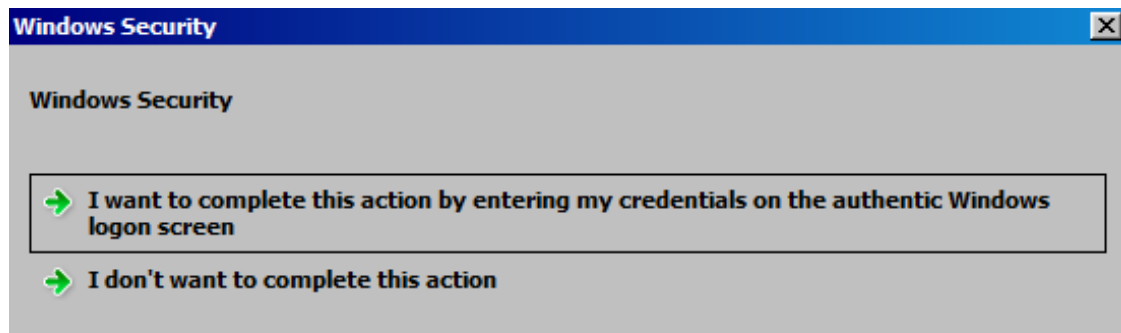 Windows Security
Windows Security
I want to complete this action by entering my credentials on the authentic Windows
logon screen
I don't want to complete this action